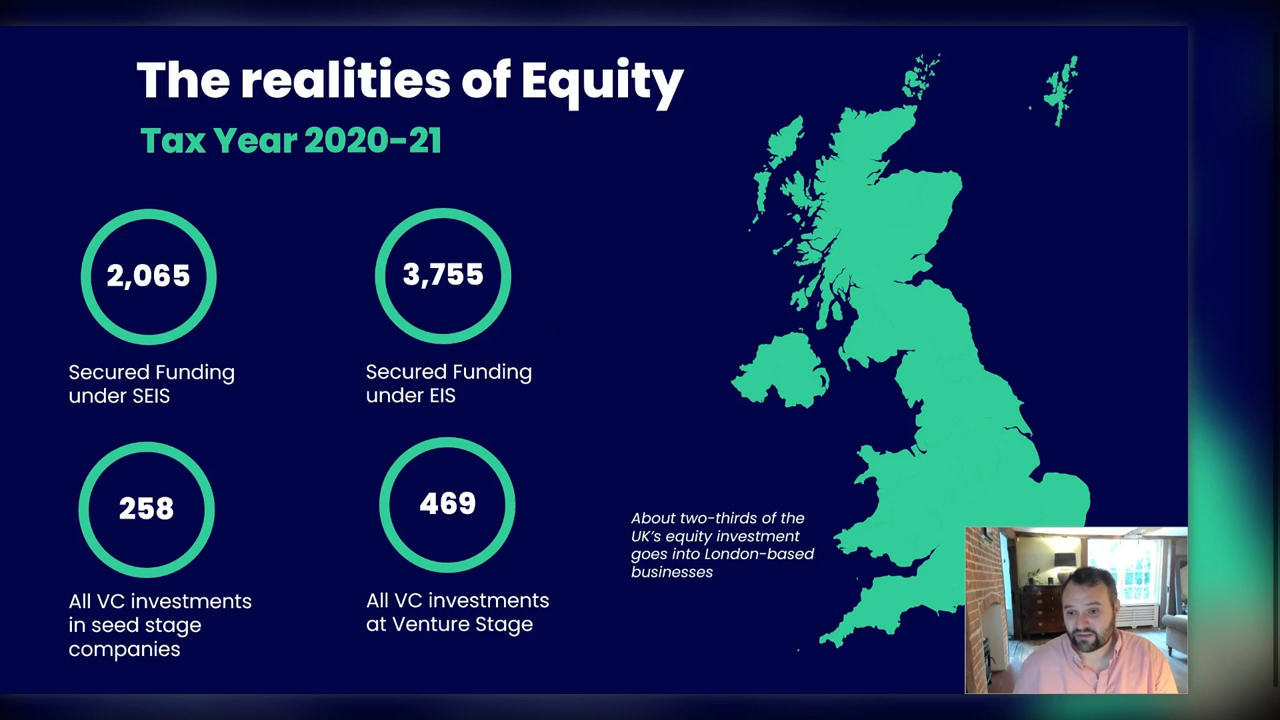 The realities of Equity
Tax Year 2020-21
2,065
Secured Funding
under SEIS
3,755
Secured Funding
under EIS
258
All VC investments
in seed stage
companies
469
All VC investments
at Venture Stage
About two-thirds of the
UK's equity investment
goes into London-based
businesses